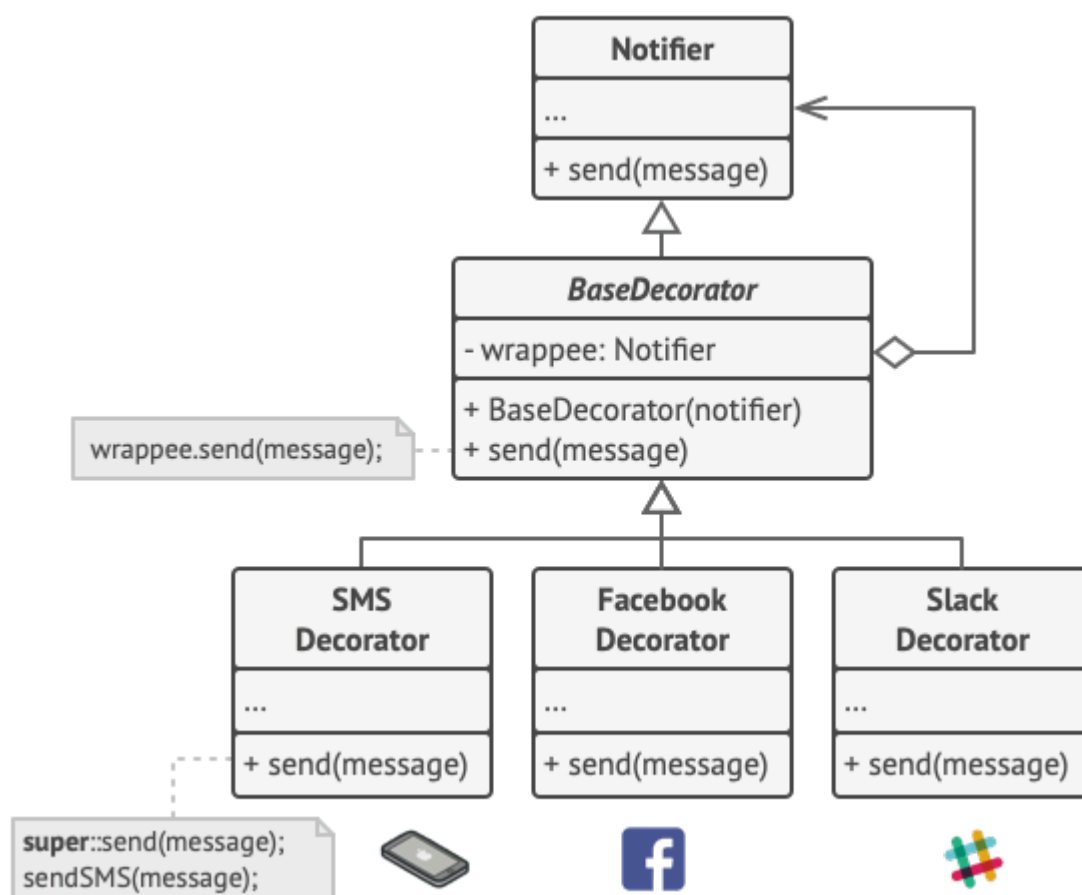 Notifier
...
+ send(message)
BaseDecorator
- wrappee: Notifier
+ BaseDecorator(notifier)
+ send(message)
wrappee.send(message);
SMS
Decorator
...
+ send(message)
Facebook
Decorator
...
+ send(message)
Slack
Decorator
...
+ send(message)
super::send(message);
sendSMS(message);
f